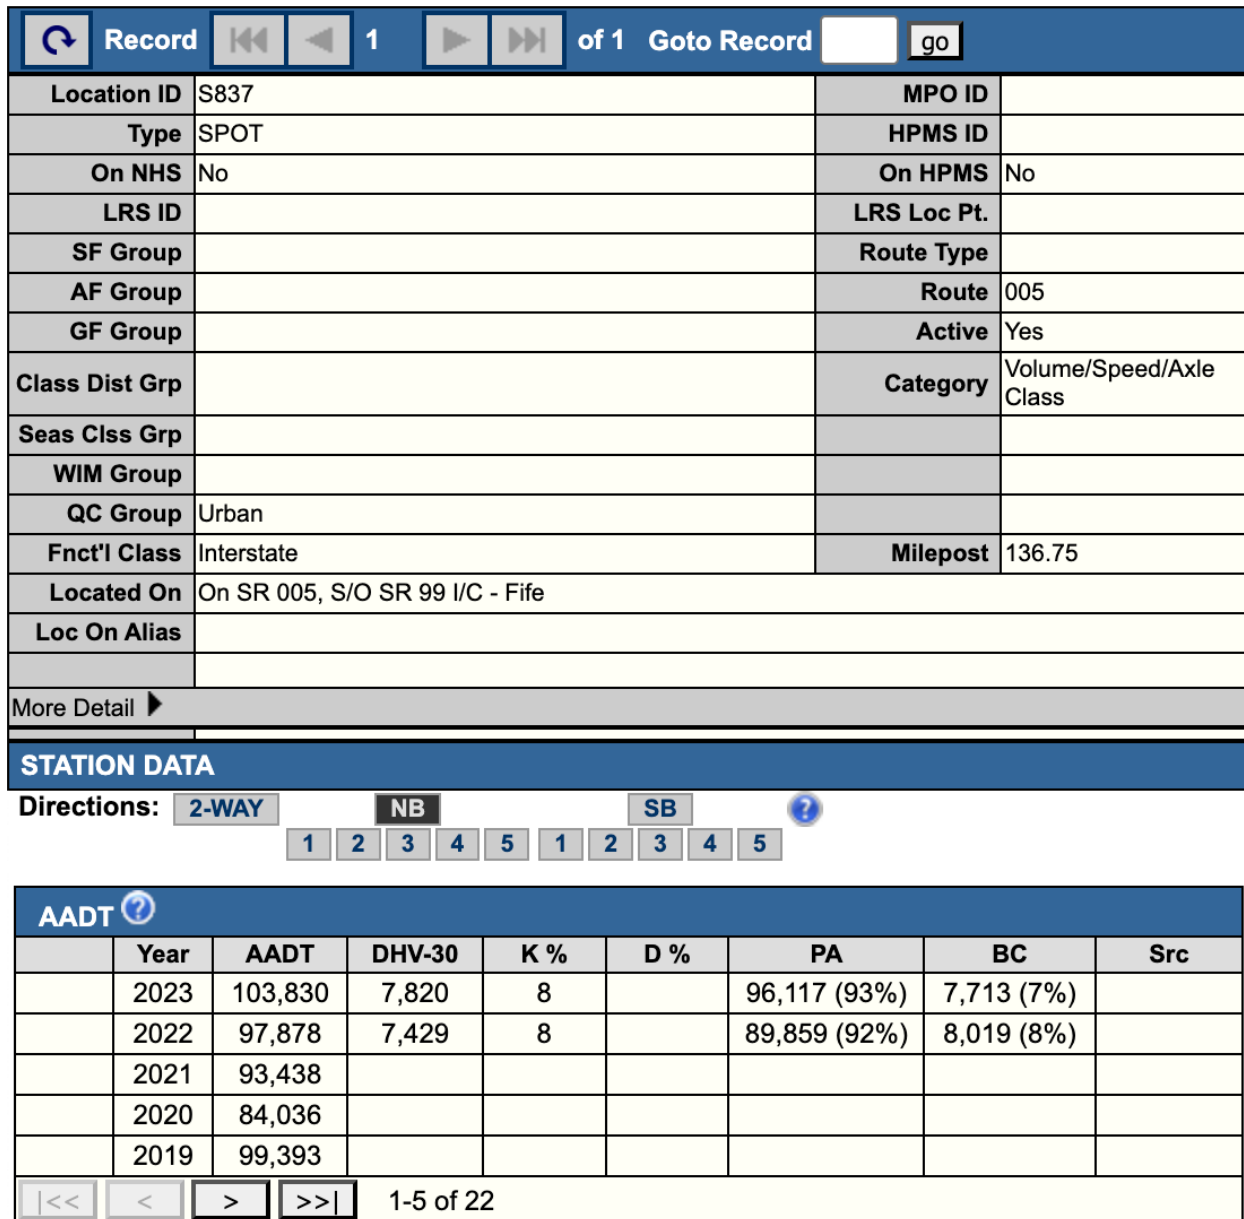 Record 1 of 1 Goto Record go
Location ID S837 MPO ID
Type SPOT HPMS ID
On NHS No On HPMS No
LRS ID LRS Loc Pt.
SF Group Route Type
AF Group Route 005
GF Group Active Yes
Class Dist Grp Category Volume/Speed/Axle
Class
Seas Clss Grp
WIM Group
QC Group Urban
Fnct'l Class Interstate Milepost 136.75
Located On On SR 005, S/O SR 99 I/C - Fife
Loc On Alias
More Detail
STATION DATA
Directions: 2-WAY NB SB ?
1 2 3 4 5 1 2 3 4 5
AADT ?
Year AADT DHV-30 K % D % PA BC Src
2023 103,830 7,820 8 96,117 (93%) 7,713 (7%)
2022 97,878 7,429 8 89,859 (92%) 8,019 (8%)
2021 93,438
2020 84,036
2019 99,393
|<< < > >>| 1-5 of 22